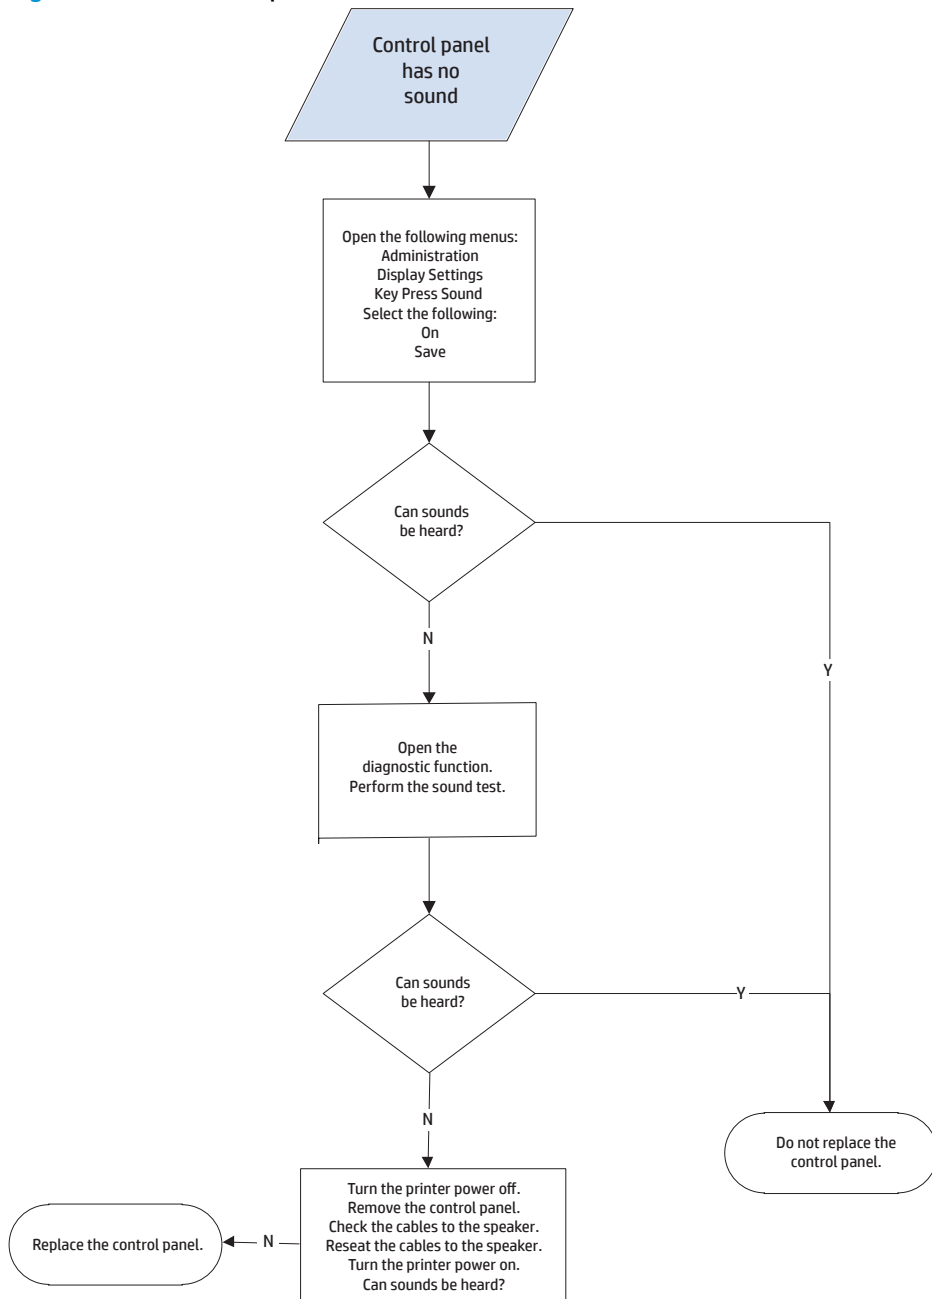 Control panel
has no
sound
Open the following menus:
Administration
Display Settings
Key Press Sound
Select the following:
On
Save
Can sounds
be heard?
N
Y
Open the
diagnostic function.
Perform the sound test.
Can sounds
be heard?
Y
N
Do not replace the
control panel.
Turn the printer power off.
Remove the control panel.
Check the cables to the speaker.
Reseat the cables to the speaker.
Turn the printer power on.
Can sounds be heard?
N
Replace the control panel.